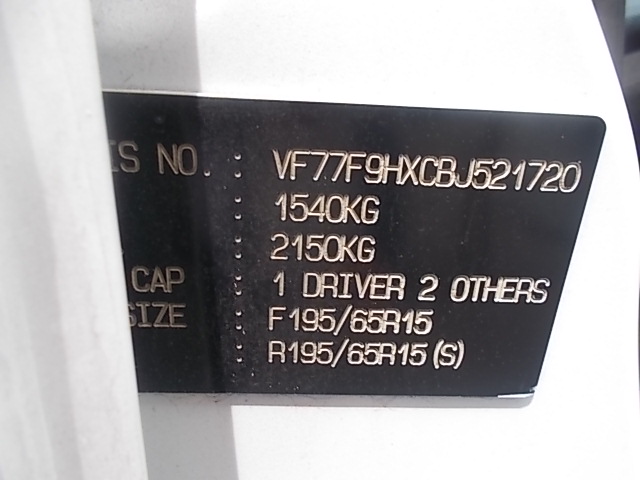 IS NO. : VF77F9HXCBJ521720
: 1540KG
: 2150KG
CAP : 1 DRIVER 2 OTHERS
SIZE : F195/65R15
: R195/65R15(S)